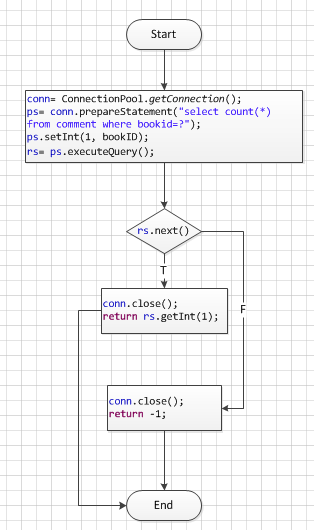 Start
conn= ConnectionPool.getConnection();
ps= conn.prepareStatement("select count(*)
from comment where bookid=?");
ps.setInt(1, bookID);
rs= ps.executeQuery();
rs.next()
T
conn.close();
return rs.getInt(1);
F
conn.close();
return -1;
End